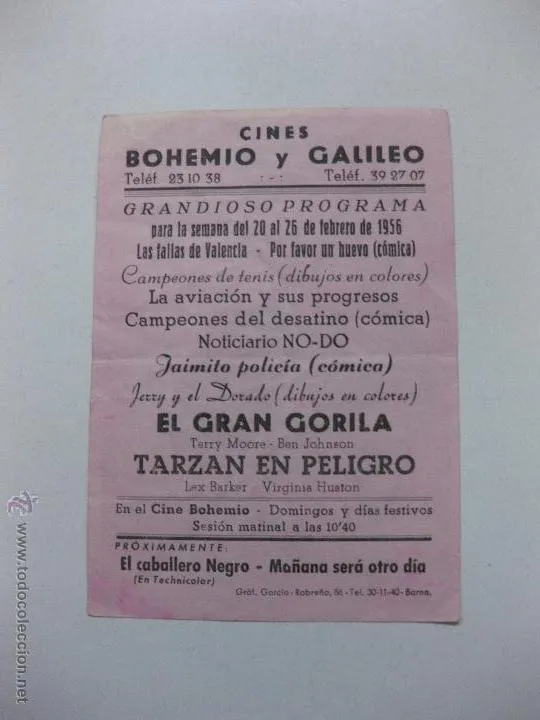 CINES
BOHEMIO y GALILEO
Teléf. 23 10 38 :-: Teléf. 39 27 07
GRANDIOSO PROGRAMA
para la semana del 20 al 26 de febrero de 1956
Las fallas de Valencia - Por favor un huevo (cómica)
Campeones de tenis (dibujos en colores)
La aviación y sus progresos
Campeones del desatino (cómica)
Noticiario NO-DO
Jaimito policía (cómica)
Jerry y el Dorado (dibujos en colores)
EL GRAN GORILA
Terry Moore - Ben Johnson
TARZAN EN PELIGRO
Lex Barker - Virginia Huston
En el Cine Bohemio - Domingos y días festivos
Sesión matinal a las 10'40
PRÓXIMAMENTE:
El caballero Negro - Mañana será otro día
(En Technicolor)
Gráf. García - Robreño, 56 - Tel. 30-11-40 - Barna.
todocoleccion
www.todocoleccion.net